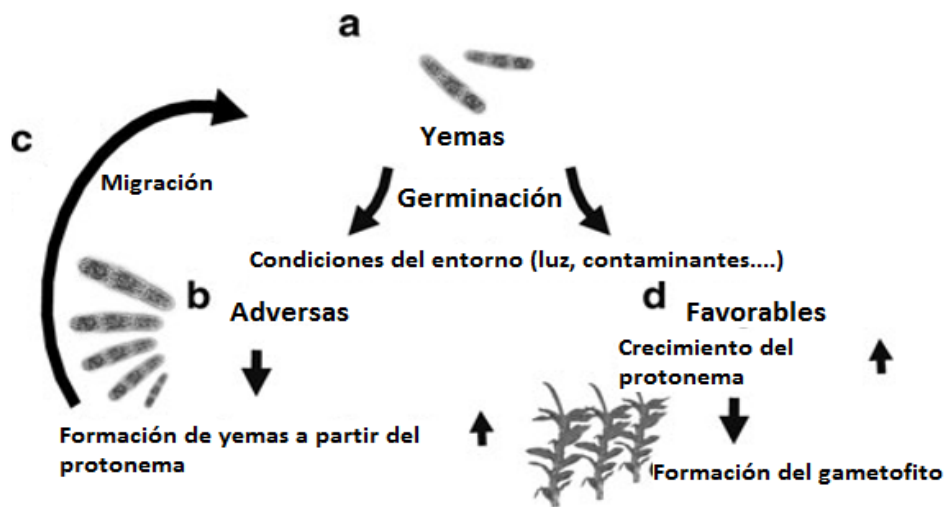 a
Yemas
c
Migración
Germinación
Condiciones del entorno (luz, contaminantes....)
b
Adversas
d
Favorables
Crecimiento del
protonema
Formación de yemas a partir del
protonema
Formación del gametofito